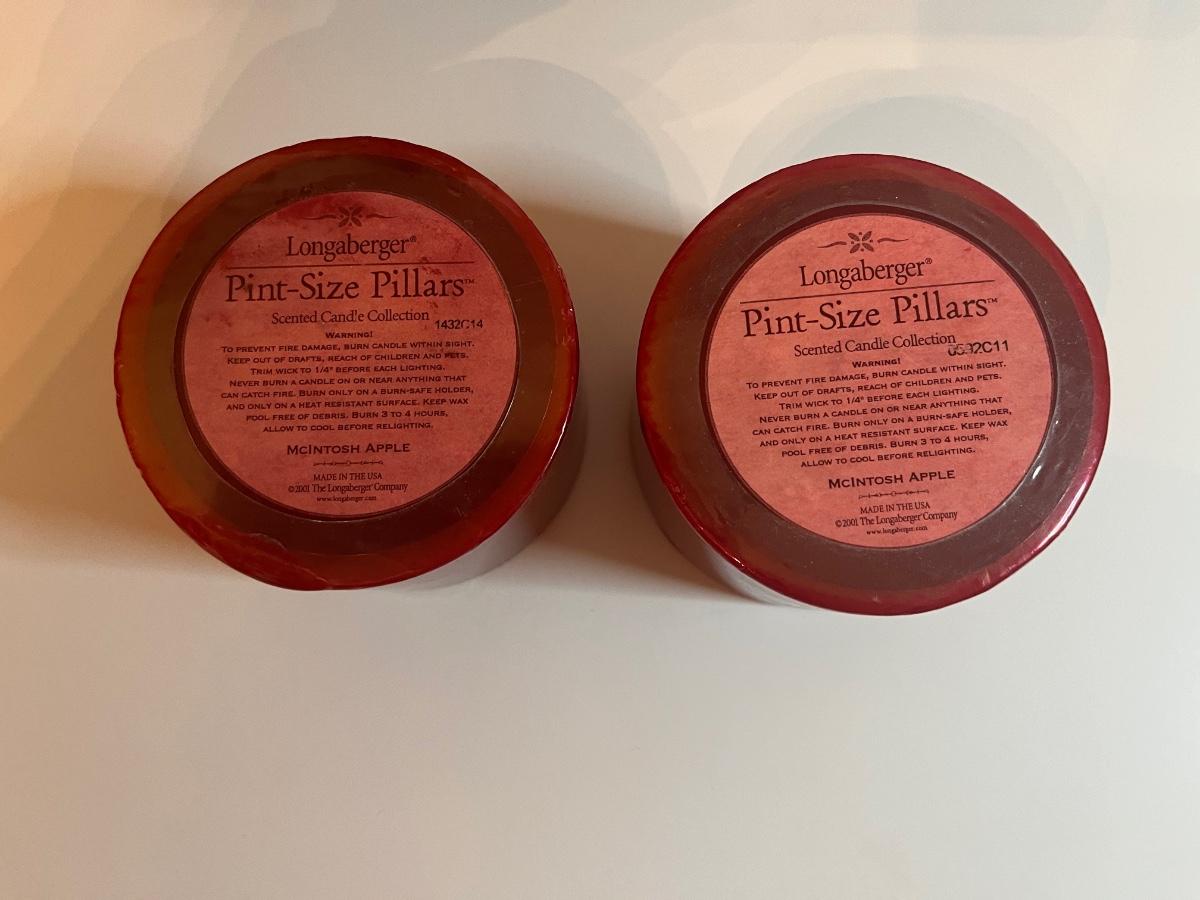 Longaberger®
Pint-Size Pillars™
Scented Candle Collection
1432C14
WARNING!
TO PREVENT FIRE DAMAGE, BURN CANDLE WITHIN SIGHT.
KEEP OUT OF DRAFTS, REACH OF CHILDREN AND PETS.
TRIM WICK TO 1/4" BEFORE EACH LIGHTING.
NEVER BURN A CANDLE ON OR NEAR ANYTHING THAT
CAN CATCH FIRE. BURN ONLY ON A BURN-SAFE HOLDER,
AND ONLY ON A HEAT RESISTANT SURFACE. KEEP WAX
POOL FREE OF DEBRIS. BURN 3 TO 4 HOURS,
ALLOW TO COOL BEFORE RELIGHTING.
MCINTOSH APPLE
MADE IN THE USA
©2001 The Longaberger® Company
www.longaberger.com
Longaberger®
Pint-Size Pillars™
Scented Candle Collection
WARNING!
TO PREVENT FIRE DAMAGE, BURN CANDLE WITHIN SIGHT.
KEEP OUT OF DRAFTS, REACH OF CHILDREN AND PETS.
TRIM WICK TO 1/4" BEFORE EACH LIGHTING.
NEVER BURN A CANDLE ON OR NEAR ANYTHING THAT
CAN CATCH FIRE. BURN ONLY ON A BURN-SAFE HOLDER,
AND ONLY ON A HEAT RESISTANT SURFACE. KEEP WAX
POOL FREE OF DEBRIS. BURN 3 TO 4 HOURS,
ALLOW TO COOL BEFORE RELIGHTING.
MCINTOSH APPLE
MADE IN THE USA
©2001 The Longaberger® Company
www.longaberger.com